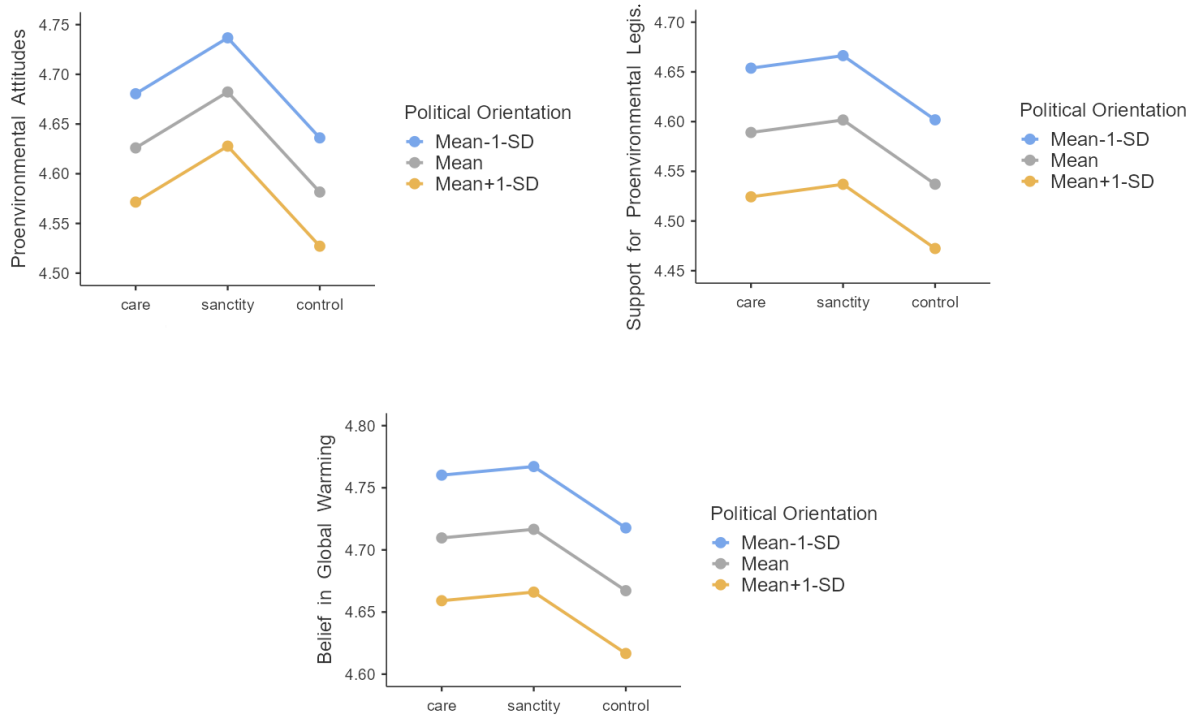 Proenvironmental Attitudes
4.75
4.70
4.65
4.60
4.55
4.50
care sanctity control
Political Orientation
Mean-1-SD
Mean
Mean+1-SD
Support for Proenvironmental Legis.
4.70
4.65
4.60
4.55
4.50
4.45
care sanctity control
Political Orientation
Mean-1-SD
Mean
Mean+1-SD
Belief in Global Warming
4.80
4.75
4.70
4.65
4.60
care sanctity control
Political Orientation
Mean-1-SD
Mean
Mean+1-SD